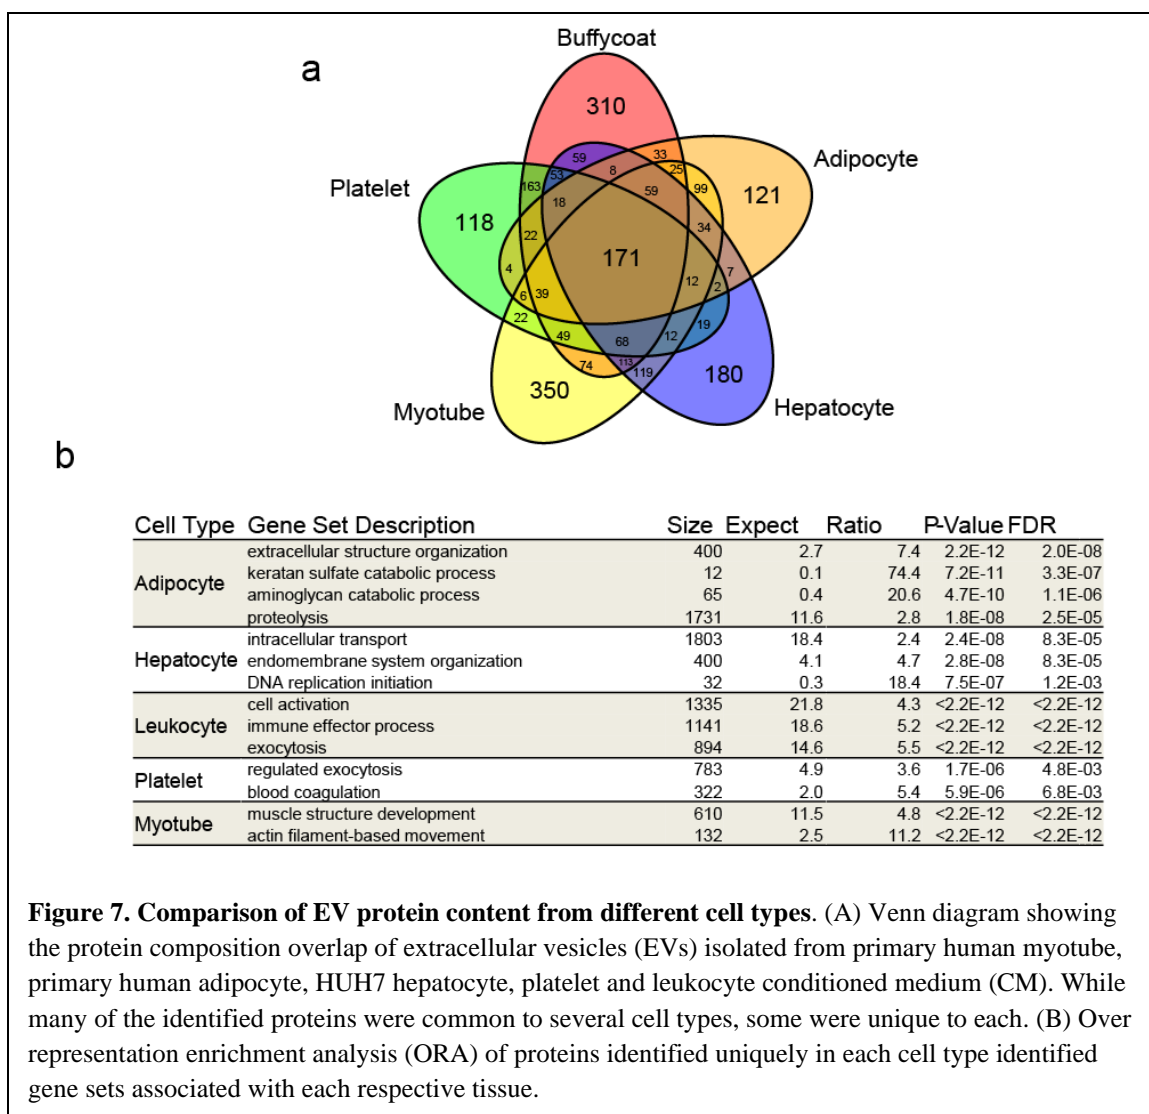 a
Buffycoat
310
Adipocyte
121
Platelet
118
59
8
33
25
99
53
163
18
59
34
22
171
4
7
12
2
6
39
22
49
68
12
19
74
113
119
350
180
Myotube
Hepatocyte
b
Cell Type Gene Set Description Size Expect Ratio P-Value FDR
Adipocyte
extracellular structure organization 400 2.7 7.4 2.2E-12 2.0E-08
keratan sulfate catabolic process 12 0.1 74.4 7.2E-11 3.3E-07
aminoglycan catabolic process 65 0.4 20.6 4.7E-10 1.1E-06
proteolysis 1731 11.6 2.8 1.8E-08 2.5E-05
Hepatocyte
intracellular transport 1803 18.4 2.4 2.4E-08 8.3E-05
endomembrane system organization 400 4.1 4.7 2.8E-08 8.3E-05
DNA replication initiation 32 0.3 18.4 7.5E-07 1.2E-03
Leukocyte
cell activation 1335 21.8 4.3 <2.2E-12 <2.2E-12
immune effector process 1141 18.6 5.2 <2.2E-12 <2.2E-12
exocytosis 894 14.6 5.5 <2.2E-12 <2.2E-12
Platelet
regulated exocytosis 783 4.9 3.6 1.7E-06 4.8E-03
blood coagulation 322 2.0 5.4 5.9E-06 6.8E-03
Myotube
muscle structure development 610 11.5 4.8 <2.2E-12 <2.2E-12
actin filament-based movement 132 2.5 11.2 <2.2E-12 <2.2E-12
Figure 7. Comparison of EV protein content from different cell types. (A) Venn diagram showing
the protein composition overlap of extracellular vesicles (EVs) isolated from primary human myotube,
primary human adipocyte, HUH7 hepatocyte, platelet and leukocyte conditioned medium (CM). While
many of the identified proteins were common to several cell types, some were unique to each. (B) Over
representation enrichment analysis (ORA) of proteins identified uniquely in each cell type identified
gene sets associated with each respective tissue.